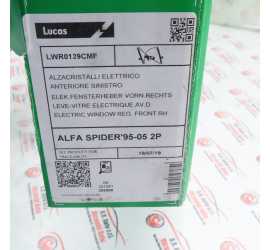 Lucas
LWR0129CMF
ALZACRISTALLI ELETTRICO
ANTERIORE SINISTRO
ELEK.FENSTERHEBER VORN.RECHTS
LEVE-VITRE ELECTRIQUE.AV.D
ELECTRIC WINDOW REG. FRONT RH
ALFA SPIDER'95-05 2P